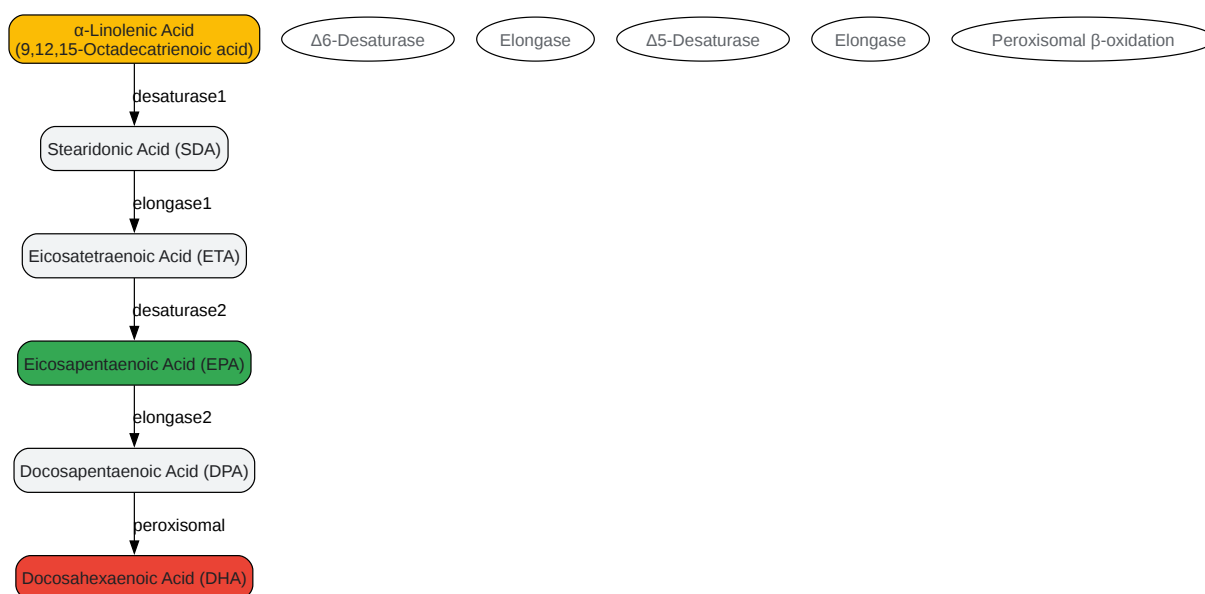 α-Linolenic Acid
(9,12,15-Octadecatrienoic acid)
Δ6-Desaturase
Elongase
Δ5-Desaturase
Elongase
Peroxisomal β-oxidation
desaturase1
Stearidonic Acid (SDA)
elongase1
Eicosatetraenoic Acid (ETA)
desaturase2
Eicosapentaenoic Acid (EPA)
elongase2
Docosapentaenoic Acid (DPA)
peroxisomal
Docosahexaenoic Acid (DHA)